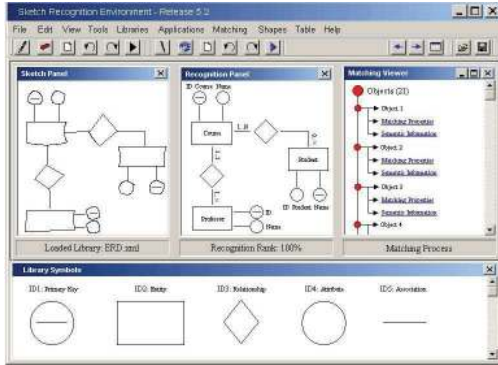 Sketch Recognition Environment - Release 5.2
File Edit View Tools Libraries Applications Matching Shapes Table Help
Sketch Panel
Recognition Panel
Matching Viewer
ID Course Name
Course
Student
ID Student Name
Professor
ID
Name
Objects (21)
Object 1
Matching Properties
Semantic Information
Object 2
Matching Properties
Semantic Information
Object 3
Matching Properties
Semantic Information
Object 4
Loaded Library: ERD.xml
Recognition Rank: 100%
Matching Process
Library Symbols
ID1: Primary Key
ID2: Entity
ID3: Relationship
ID4: Attribute
ID5: Association